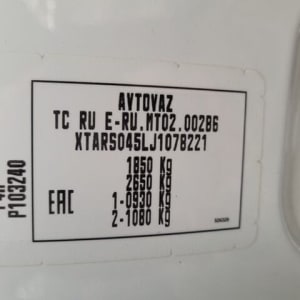 AVTOVAZ
TC RU E-RU.MT02.00286
XTARS045LJ1078221
1850 Kg
2650 Kg
1-0930 Kg
2-1080 Kg
EAC
P103240